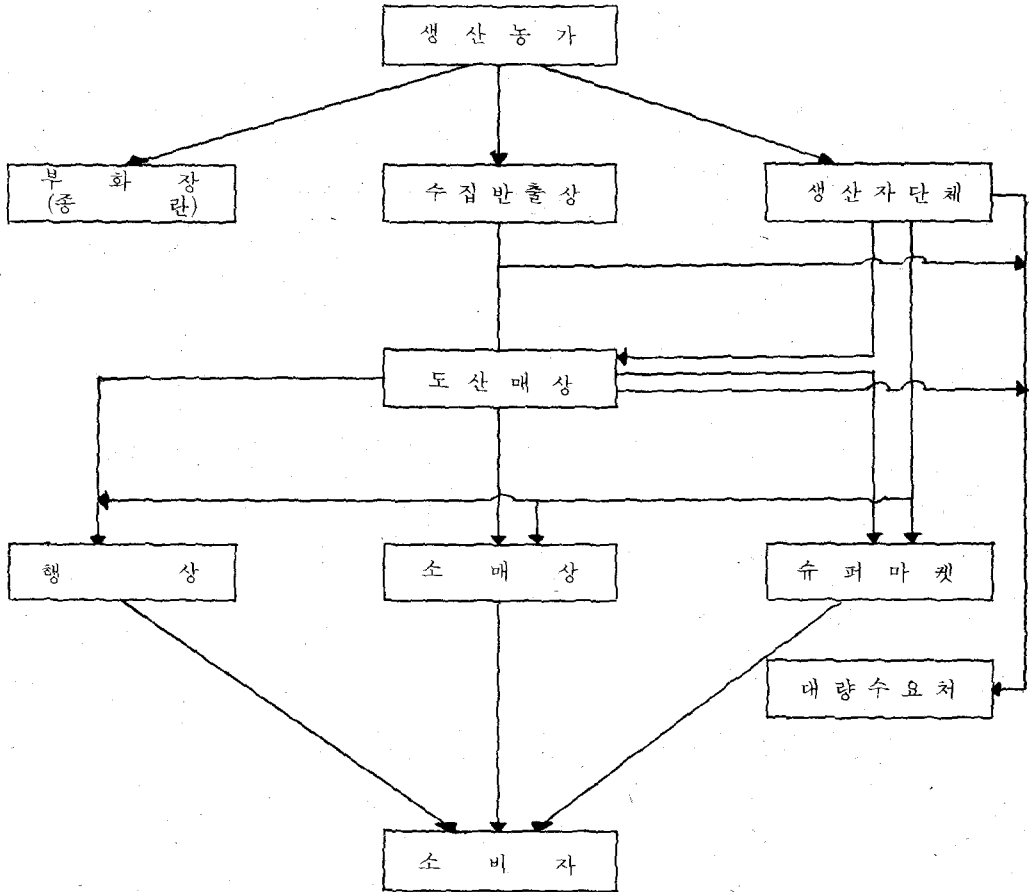 생산농가
부화장
(종란)
수집반출상
생산자단체
도산매상
행상
소매상
슈퍼마켓
대량수요처
소비자